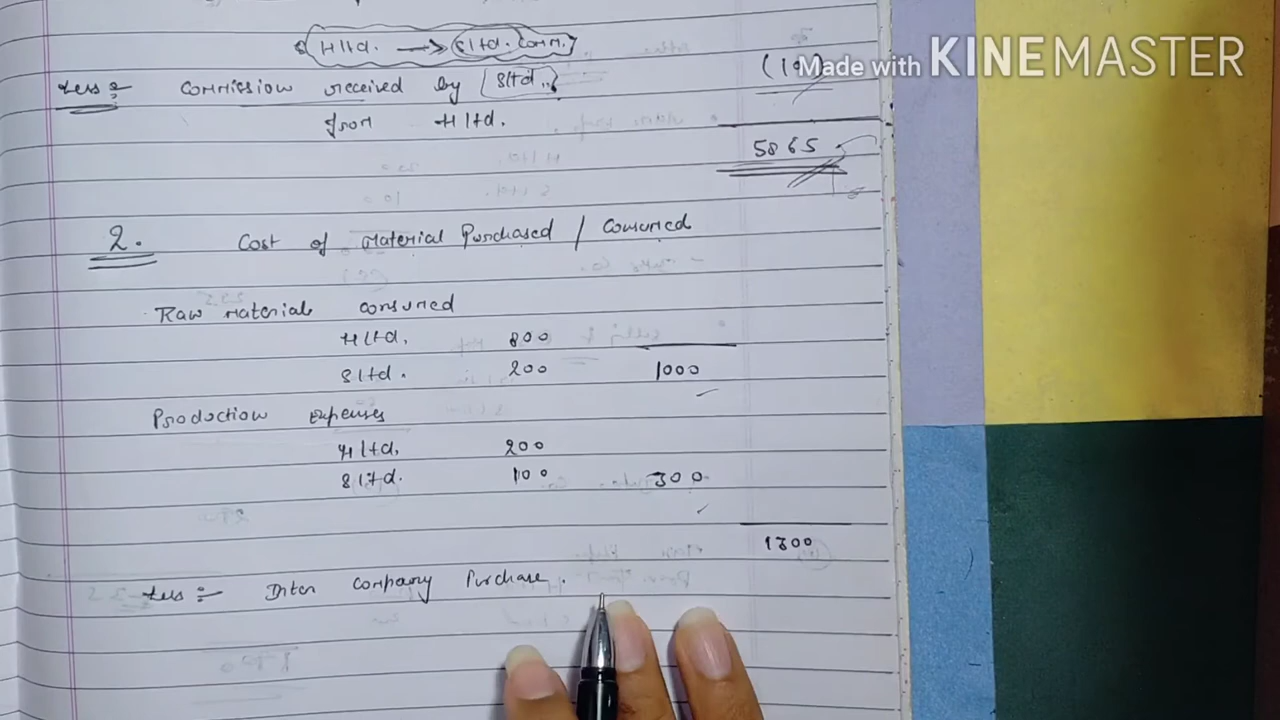 H ltd. → S ltd. comm.
Made with KINEMASTER
Less :- Commission received by S ltd. (10)
from H ltd.
5865
2. Cost of Material Purchased / Consumed
Raw Materials consumed
H ltd. 800
S ltd. 200 1000
Production Expenses
H ltd. 200
S ltd. 100 300
1300
Less :- Inter Company Purchase.